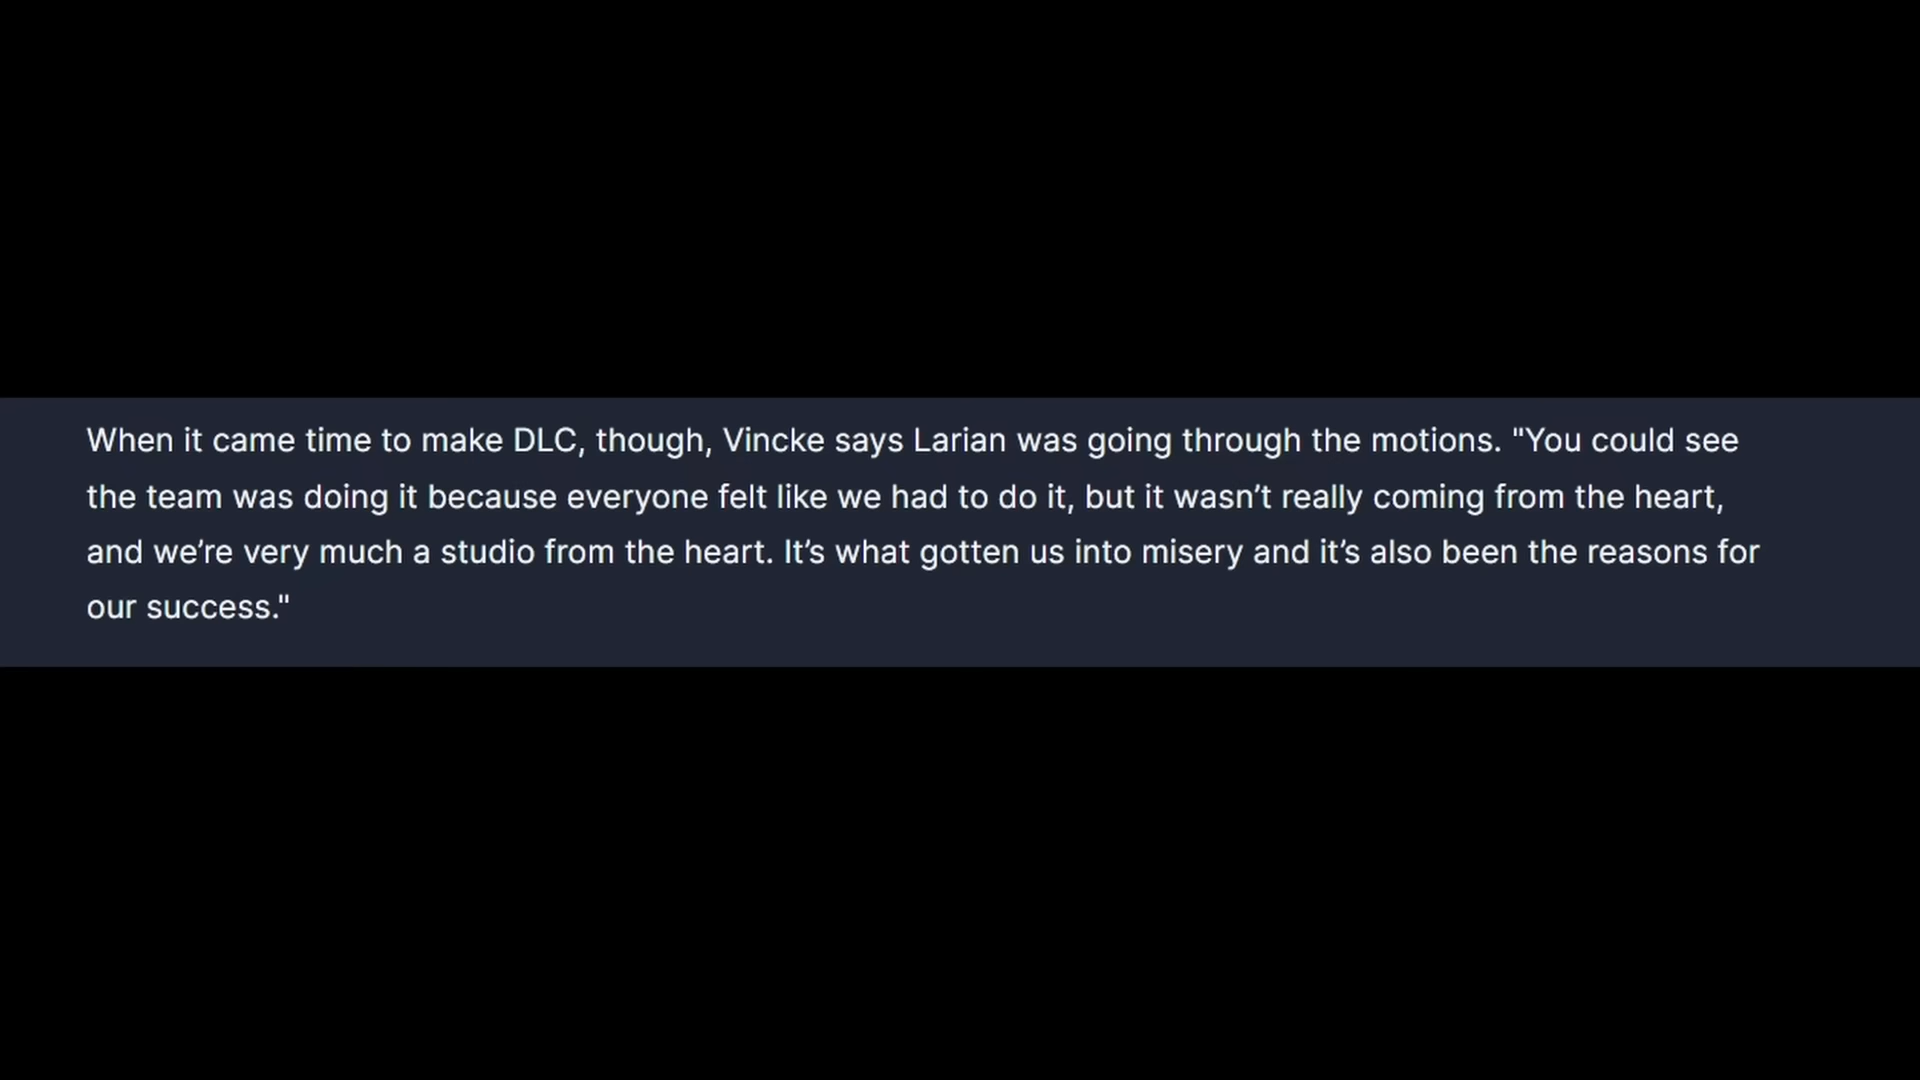 When it came time to make DLC, though, Vincke says Larian was going through the motions. "You could see
the team was doing it because everyone felt like we had to do it, but it wasn’t really coming from the heart,
and we’re very much a studio from the heart. It’s what gotten us into misery and it’s also been the reasons for
our success."